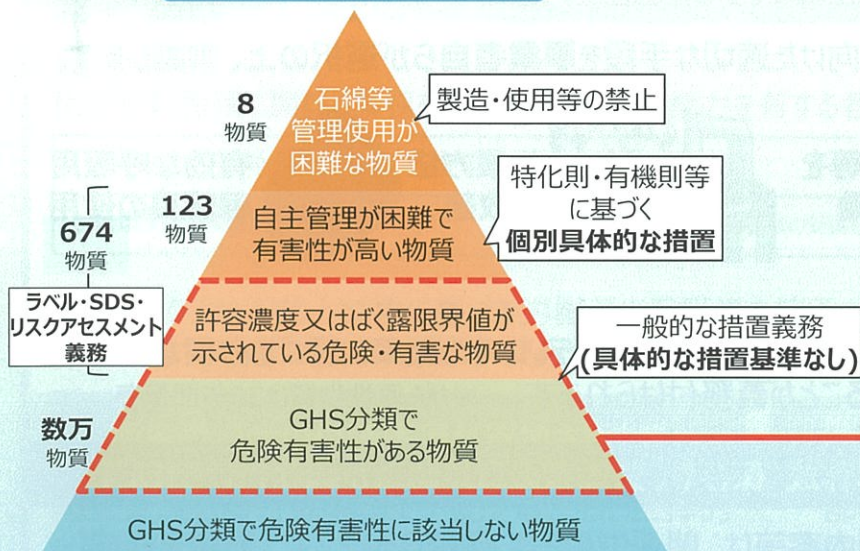 8
物質
石綿等
管理使用が
困難な物質
製造・使用等の禁止
123
物質
自主管理が困難で
有害性が高い物質
特化則・有機則等
に基づく
個別具体的な措置
674
物質
ラベル・SDS・
リスクアセスメント
義務
許容濃度又はばく露限界値が
示されている危険・有害な物質
一般的な措置義務
(具体的な措置基準なし)
数万
物質
GHS分類で
危険有害性がある物質
GHS分類で危険有害性に該当しない物質